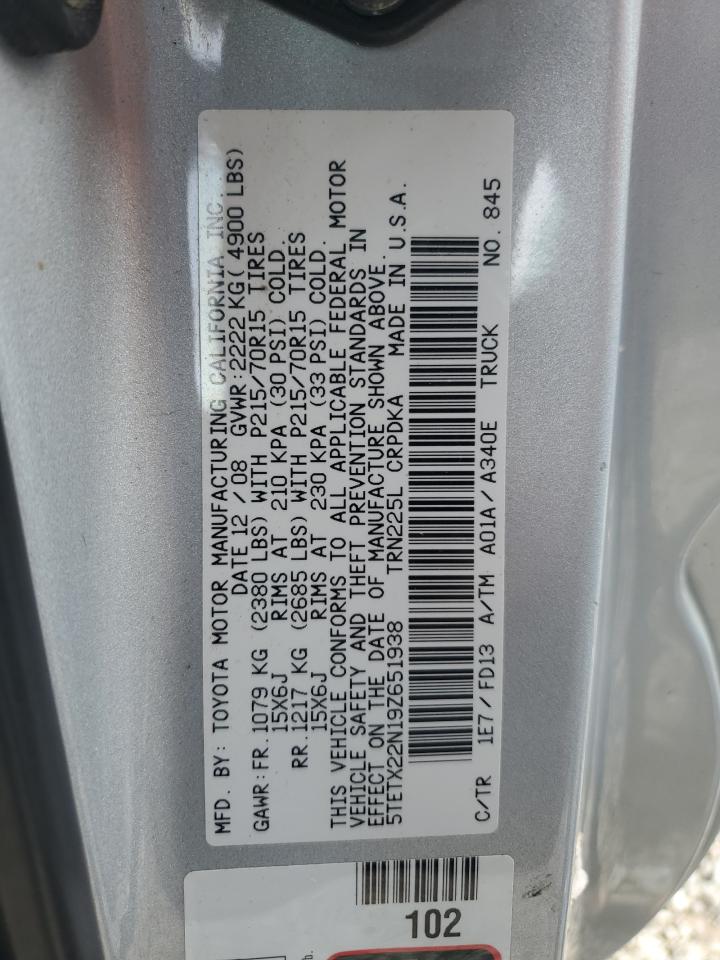 MFD. BY: TOYOTA MOTOR MANUFACTURING CALIFORNIA INC.
DATE 12 / 08 GVWR:2222 KG( 4900 LBS)
GAWR:FR.1079 KG (2380 LBS) WITH P215/70R15 TIRES
15X6J RIMS AT 210 KPA (30 PSI) COLD.
RR.1217 KG (2685 LBS) WITH P215/70R15 TIRES
15X6J RIMS AT 230 KPA (33 PSI) COLD.
THIS VEHICLE CONFORMS TO ALL APPLICABLE FEDERAL MOTOR
VEHICLE SAFETY AND THEFT PREVENTION STANDARDS IN
EFFECT ON THE DATE OF MANUFACTURE SHOWN ABOVE.
5TETX22N19Z651938 TRN225L CRPDKA MADE IN U.S.A.
C/TR 1E7/FD13 A/TM A01A/A340E TRUCK NO. 845
102